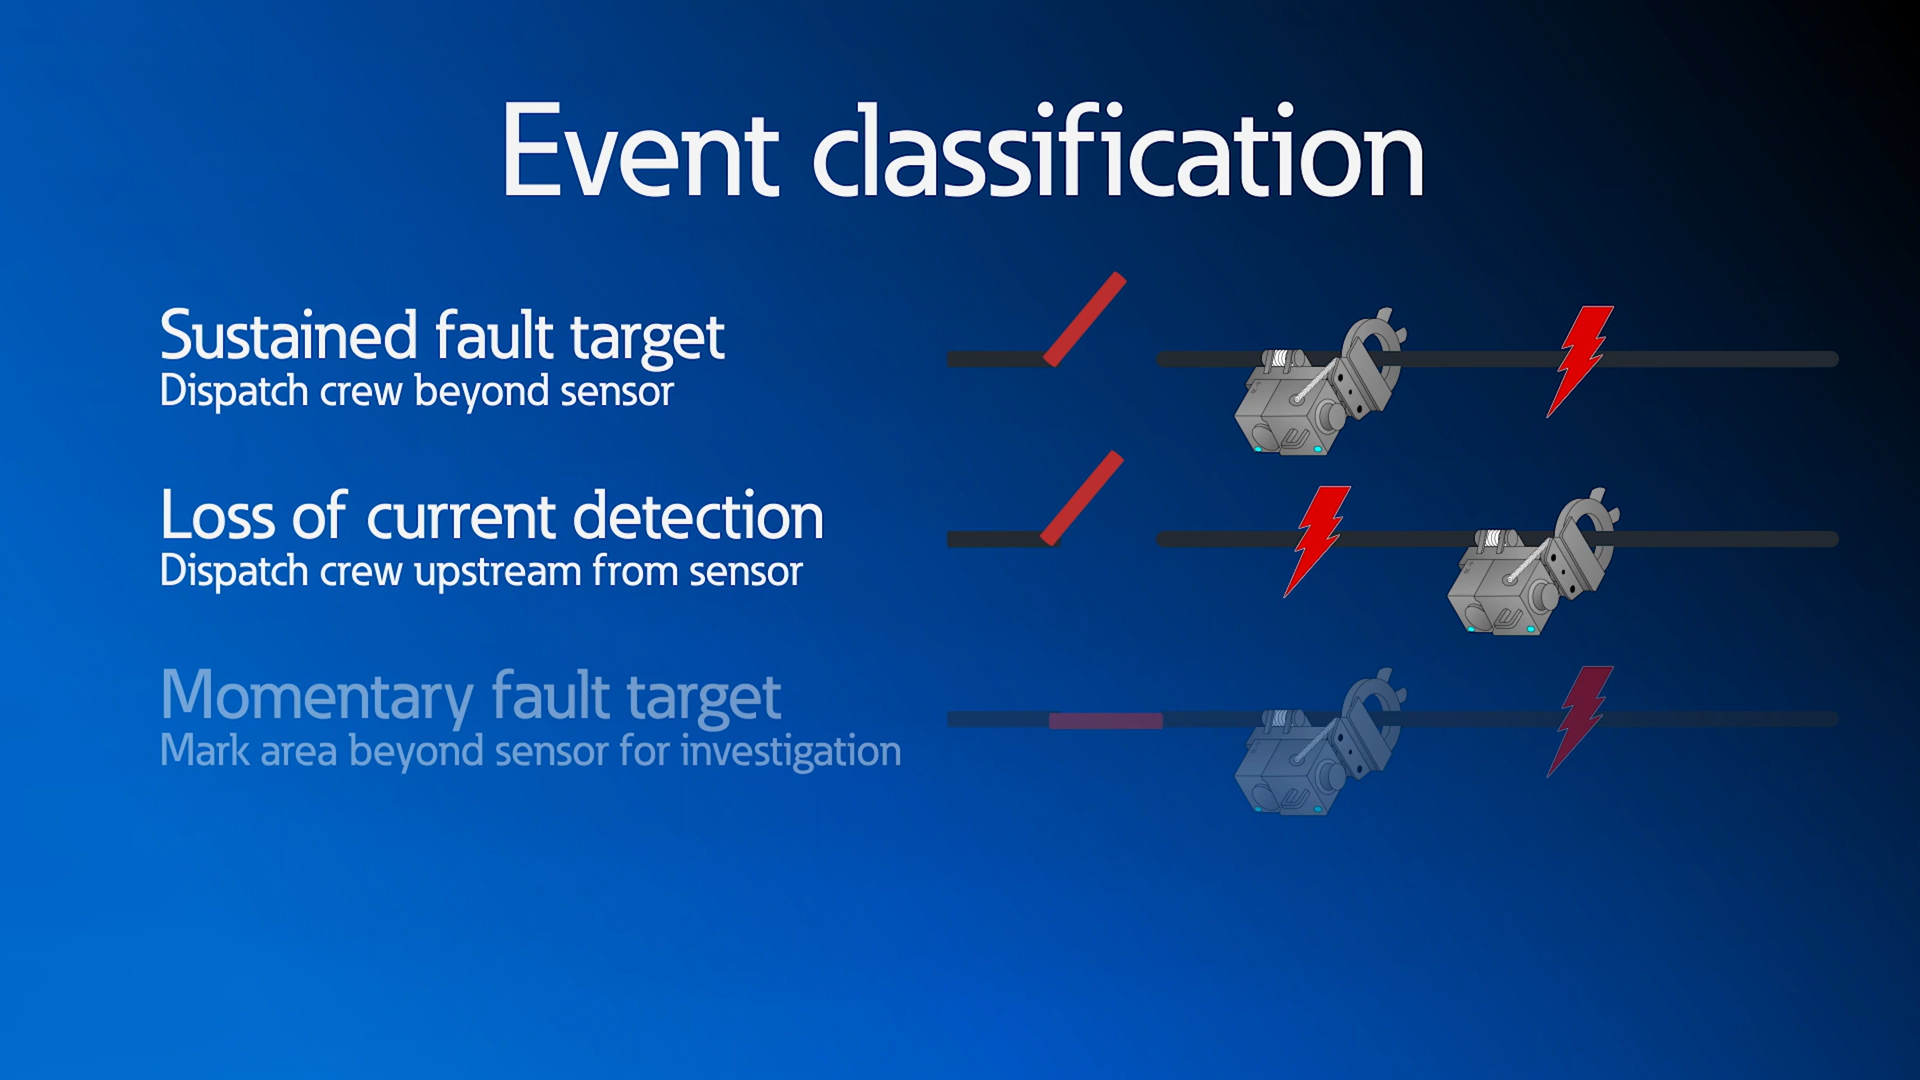 Event classification
Sustained fault target
Dispatch crew beyond sensor
Loss of current detection
Dispatch crew upstream from sensor
Momentary fault target
Mark area beyond sensor for investigation